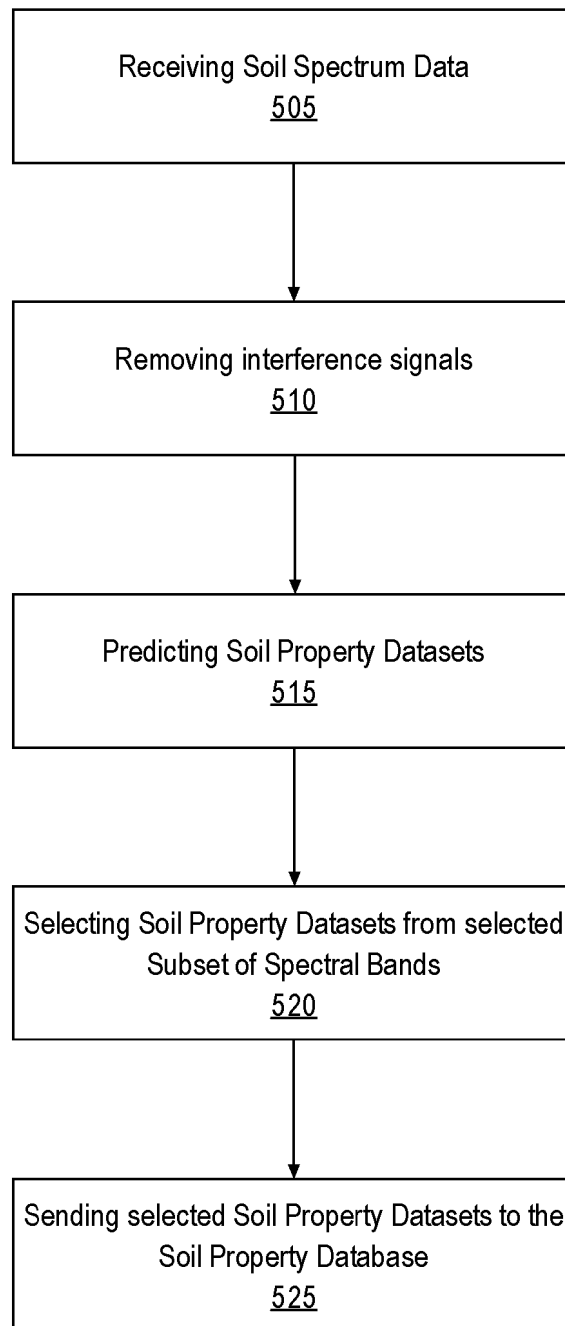 Receiving Soil Spectrum Data
505
Removing interference signals
510
Predicting Soil Property Datasets
515
Selecting Soil Property Datasets from selected
Subset of Spectral Bands
520
Sending selected Soil Property Datasets to the
Soil Property Database
525